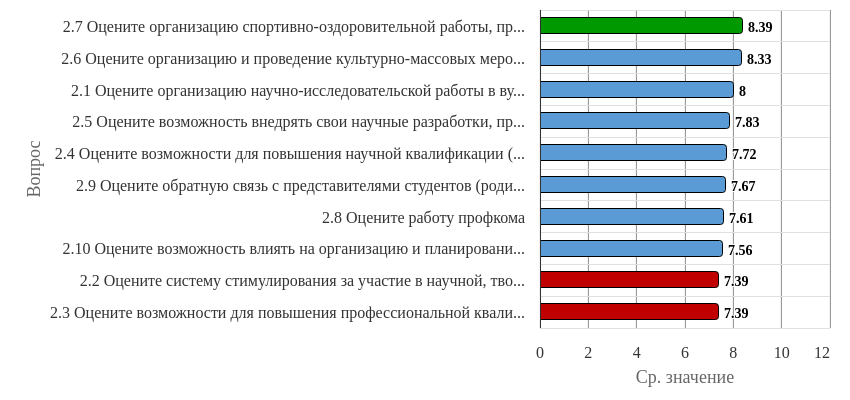 2.7 Оцените организацию спортивно-оздоровительной работы, пр... 8.39
2.6 Оцените организацию и проведение культурно-массовых меро... 8.33
2.1 Оцените организацию научно-исследовательской работы в ву... 8
2.5 Оцените возможность внедрять свои научные разработки, пр... 7.83
2.4 Оцените возможности для повышения научной квалификации (... 7.72
2.9 Оцените обратную связь с представителями студентов (роди... 7.67
2.8 Оцените работу профкома 7.61
2.10 Оцените возможность влиять на организацию и планировани... 7.56
2.2 Оцените систему стимулирования за участие в научной, тво... 7.39
2.3 Оцените возможности для повышения профессиональной квали... 7.39
Вопрос
0 2 4 6 8 10 12
Ср. значение